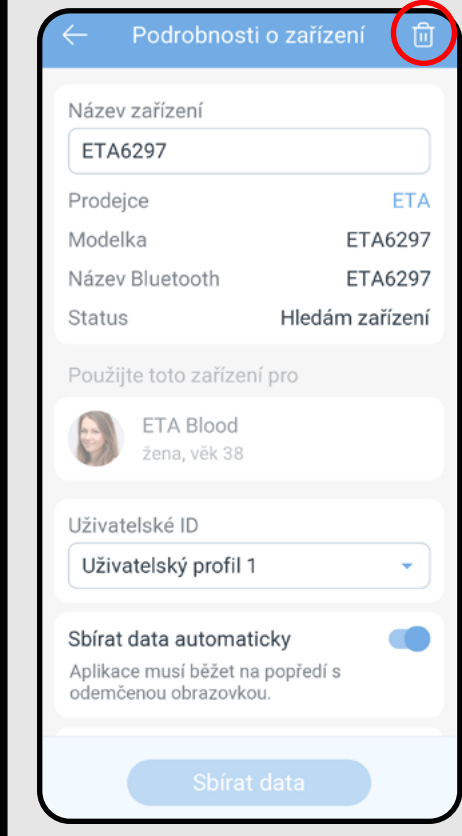 Podrobnosti o zařízení
Název zařízení
ETA6297
Prodejce ETA
Modelka ETA6297
Název Bluetooth ETA6297
Status Hledám zařízení
Použijte toto zařízení pro
ETA Blood
žena, věk 38
Uživatelské ID
Uživatelský profil 1
Sbírat data automaticky
Aplikace musí běžet na popředí s
odemčenou obrazovkou.
Sbírat data